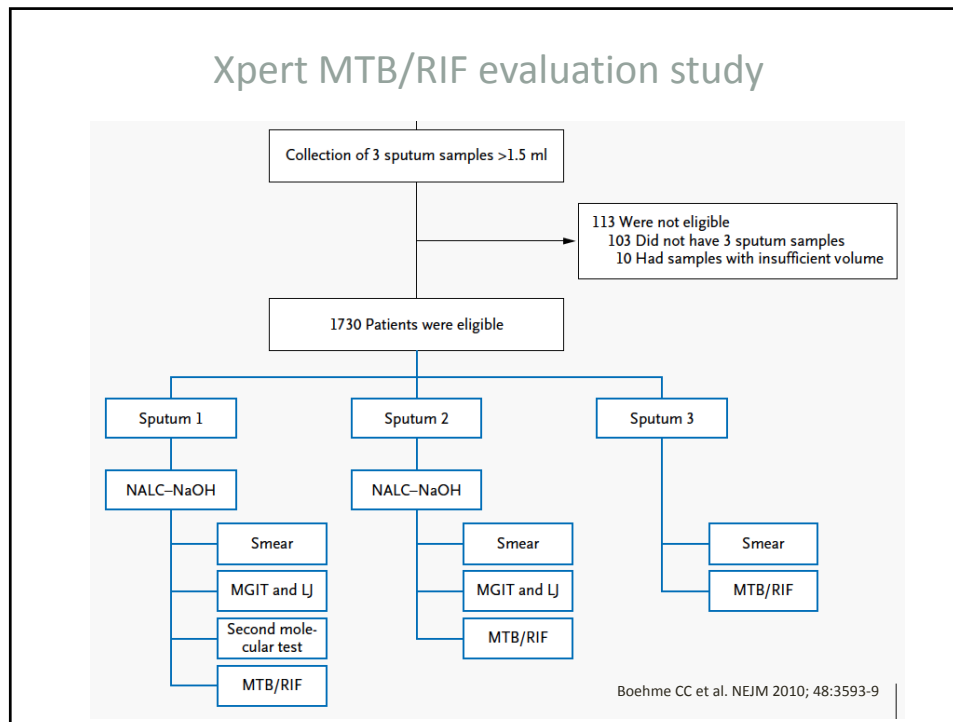 Xpert MTB/RIF evaluation study
Collection of 3 sputum samples >1.5 ml
113 Were not eligible
103 Did not have 3 sputum samples
10 Had samples with insufficient volume
1730 Patients were eligible
Sputum 1
Sputum 2
Sputum 3
NALC–NaOH
NALC–NaOH
Smear
Smear
Smear
MGIT and LJ
MGIT and LJ
MTB/RIF
Second mole-
cular test
MTB/RIF
MTB/RIF
Boehme CC et al. NEJM 2010; 48:3593-9